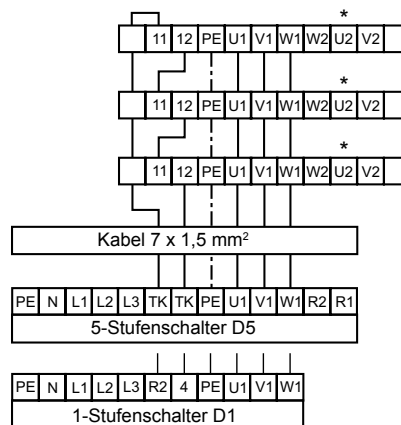 *
11 12 PE U1 V1 W1 W2 U2 V2
*
11 12 PE U1 V1 W1 W2 U2 V2
*
11 12 PE U1 V1 W1 W2 U2 V2
Kabel 7 x 1,5 mm²
PE N L1 L2 L3 TK TK PE U1 V1 W1 R2 R1
5-Stufenschalter D5
PE N L1 L2 L3 R2 4 PE U1 V1 W1
1-Stufenschalter D1